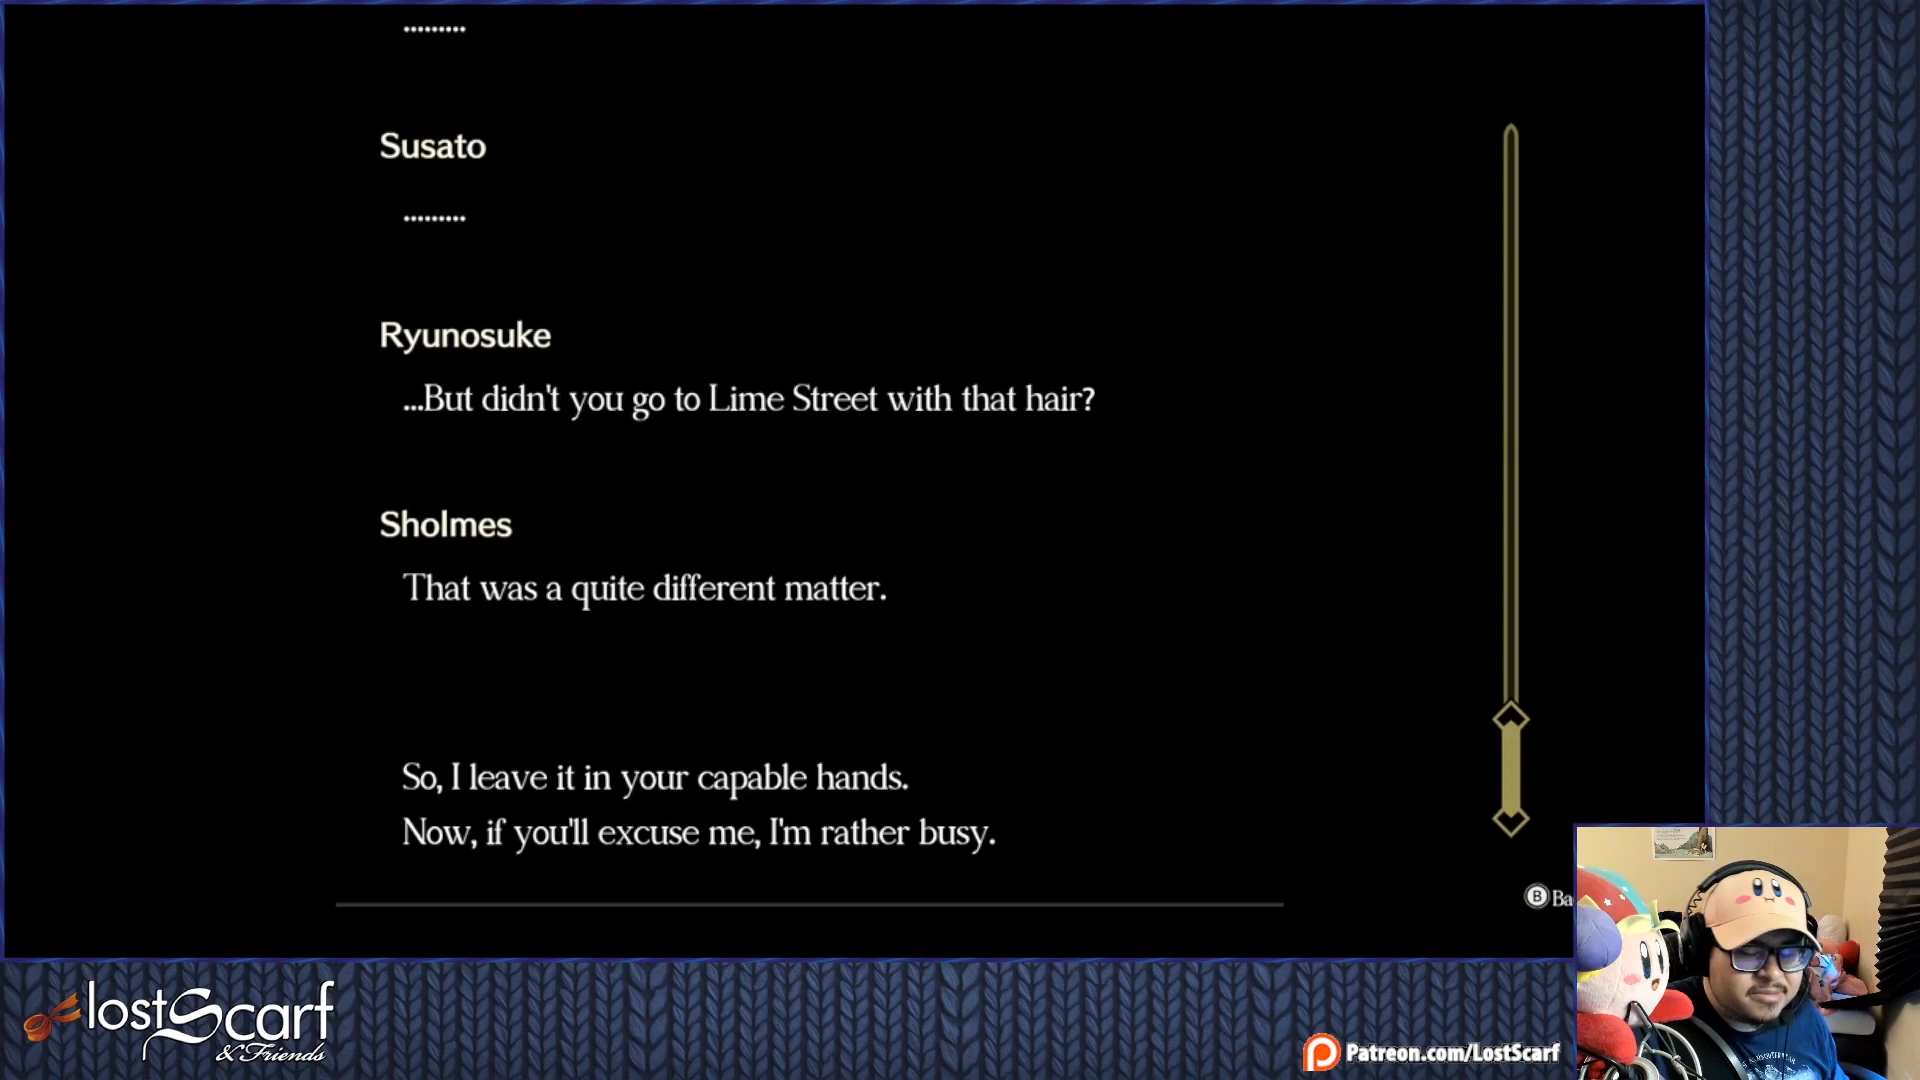 .........
Susato
.........
Ryunosuke
...But didn't you go to Lime Street with that hair?
Sholmes
That was a quite different matter.
So, I leave it in your capable hands.
Now, if you'll excuse me, I'm rather busy.
B Ba
lostScarf
& Friends
Patreon.com/LostScarf